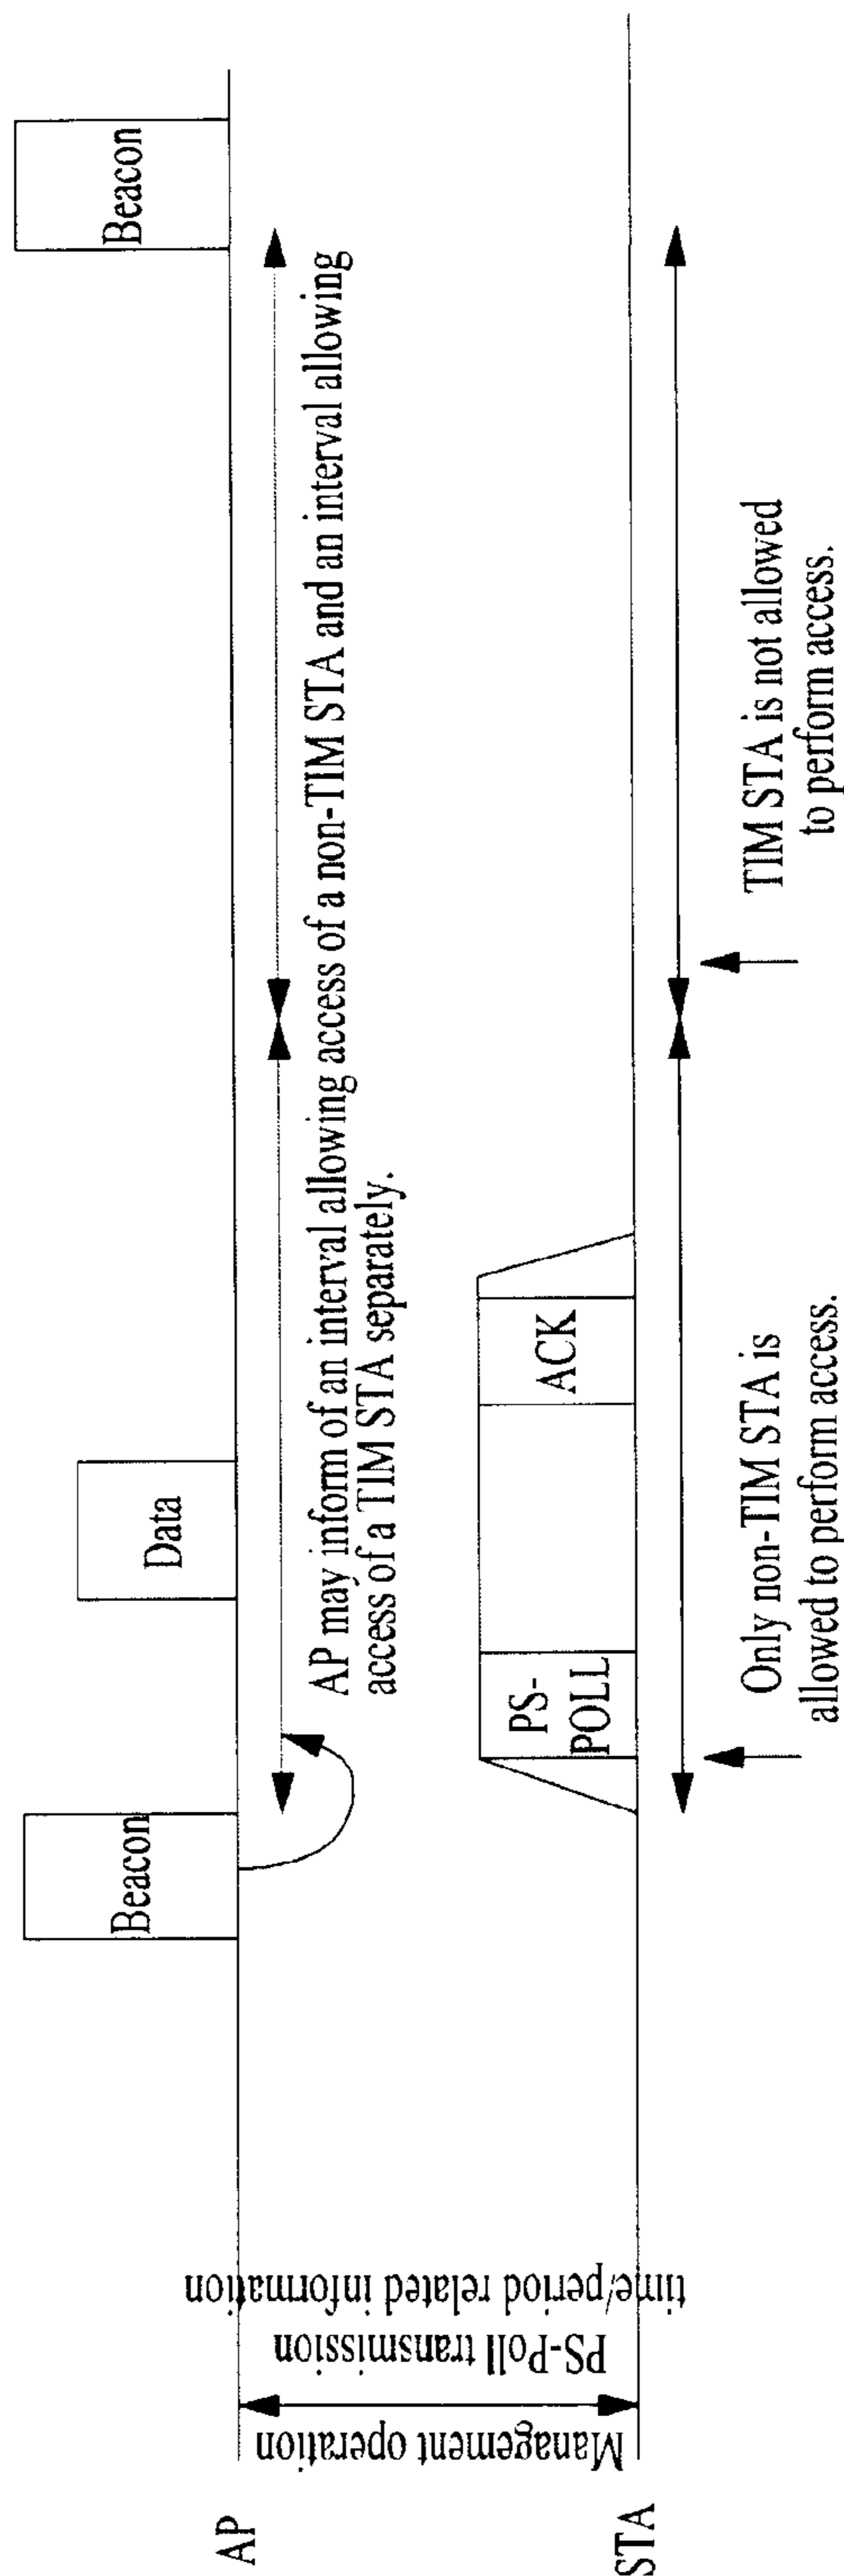 AP
STA
Management operation
PS-Poll transmission
time/period related information
Beacon
Data
Beacon
AP may inform of an interval allowing access of a non-TIM STA and an interval allowing
access of a TIM STA separately.
PS-
POLL
ACK
Only non-TIM STA is
allowed to perform access.
TIM STA is not allowed
to perform access.